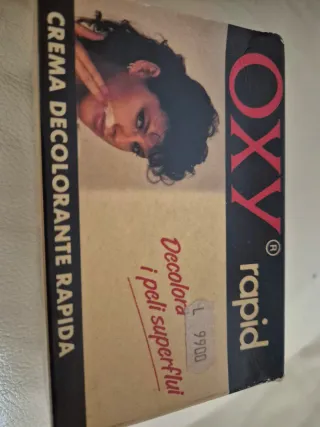 OXY® rapid
Decolora
i peli superflui
L 9900
CREMA DECOLORANTE RAPIDA